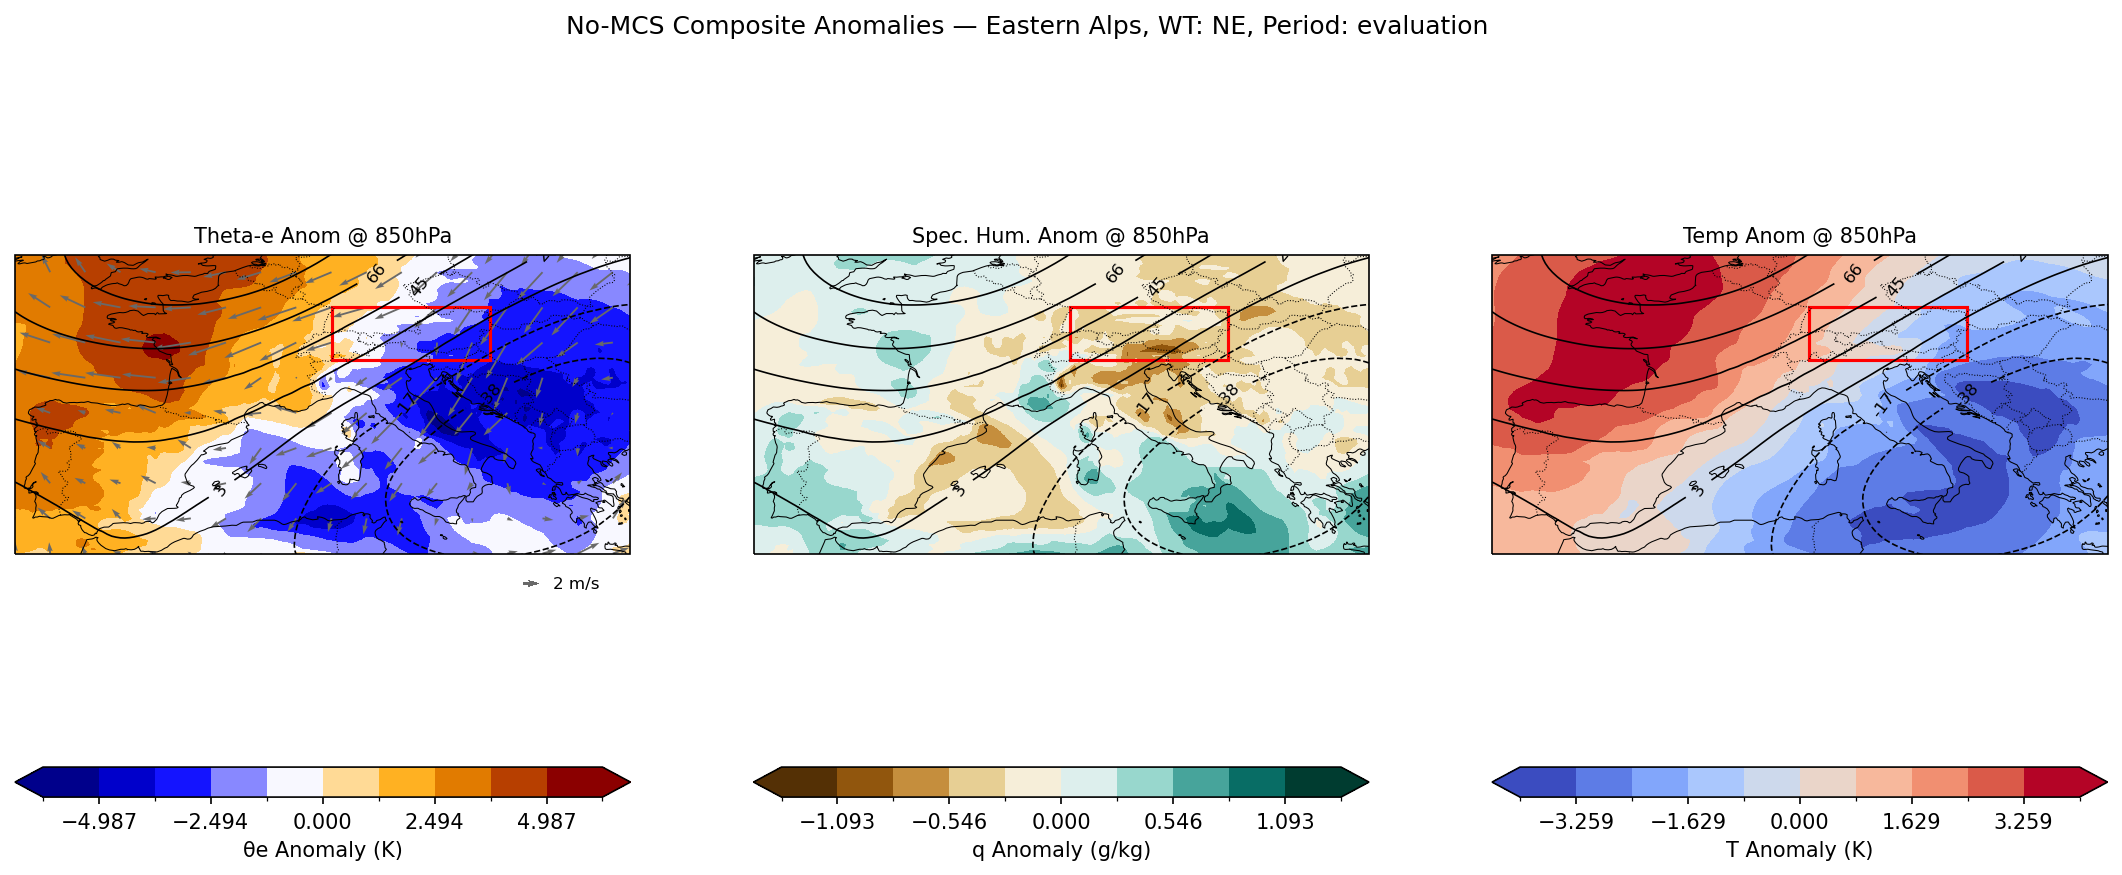 No-MCS Composite Anomalies — Eastern Alps, WT: NE, Period: evaluation
Theta-e Anom @ 850hPa
Spec. Hum. Anom @ 850hPa
Temp Anom @ 850hPa
66
45
-17
-38
3
66
45
-17
-38
3
66
45
-17
-38
3
2 m/s
−4.987 −2.494 0.000 2.494 4.987
θe Anomaly (K)
−1.093 −0.546 0.000 0.546 1.093
q Anomaly (g/kg)
−3.259 −1.629 0.000 1.629 3.259
T Anomaly (K)